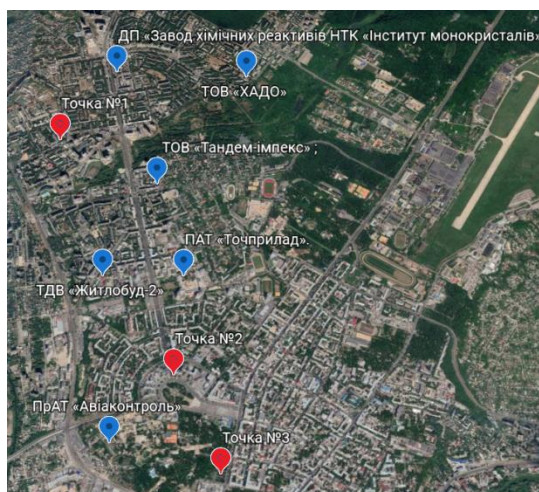 ДП «Завод хімічних реактивів НТК «Інститут монокристалів»
ТОВ «ХАДО»
Точка №1
ТОВ «Тандем-імпекс» ;
ПАТ «Точприлад».
ТДВ «Житлобуд-2»
Точка №2
ПрАТ «Авіаконтроль»
Точка №3